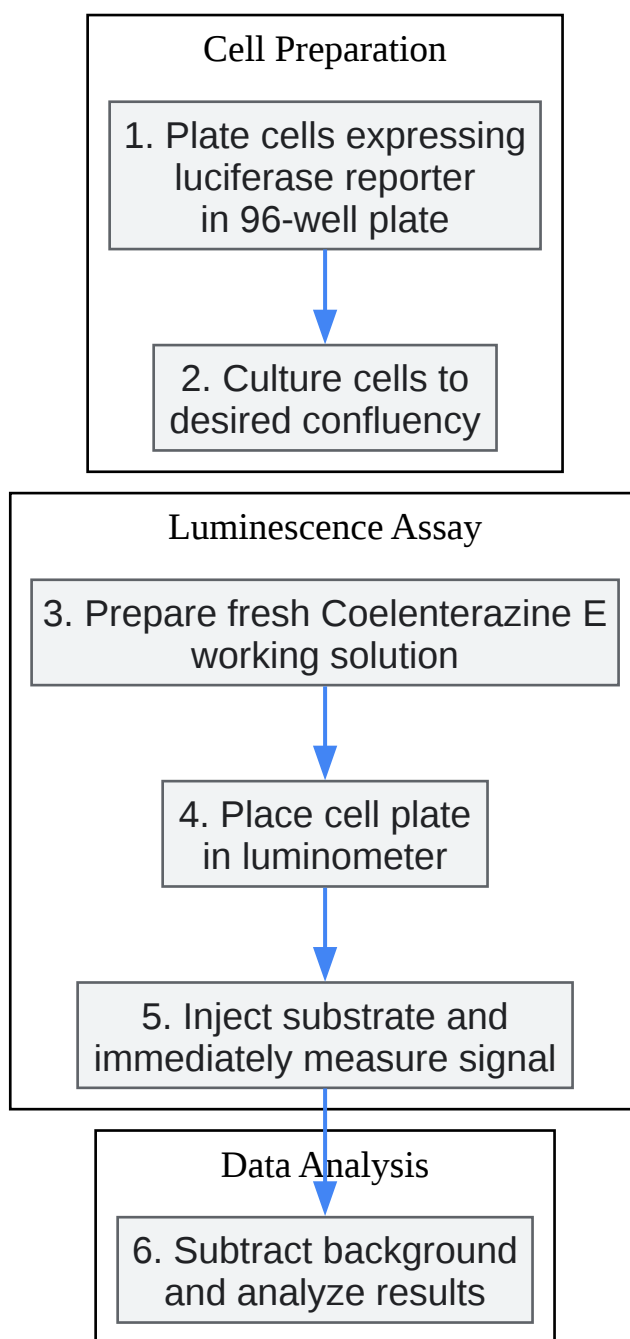 Cell Preparation
1. Plate cells expressing
luciferase reporter
in 96-well plate
2. Culture cells to
desired confluency
Luminescence Assay
3. Prepare fresh Coelenterazine E
working solution
4. Place cell plate
in luminometer
5. Inject substrate and
immediately measure signal
Data Analysis
6. Subtract background
and analyze results